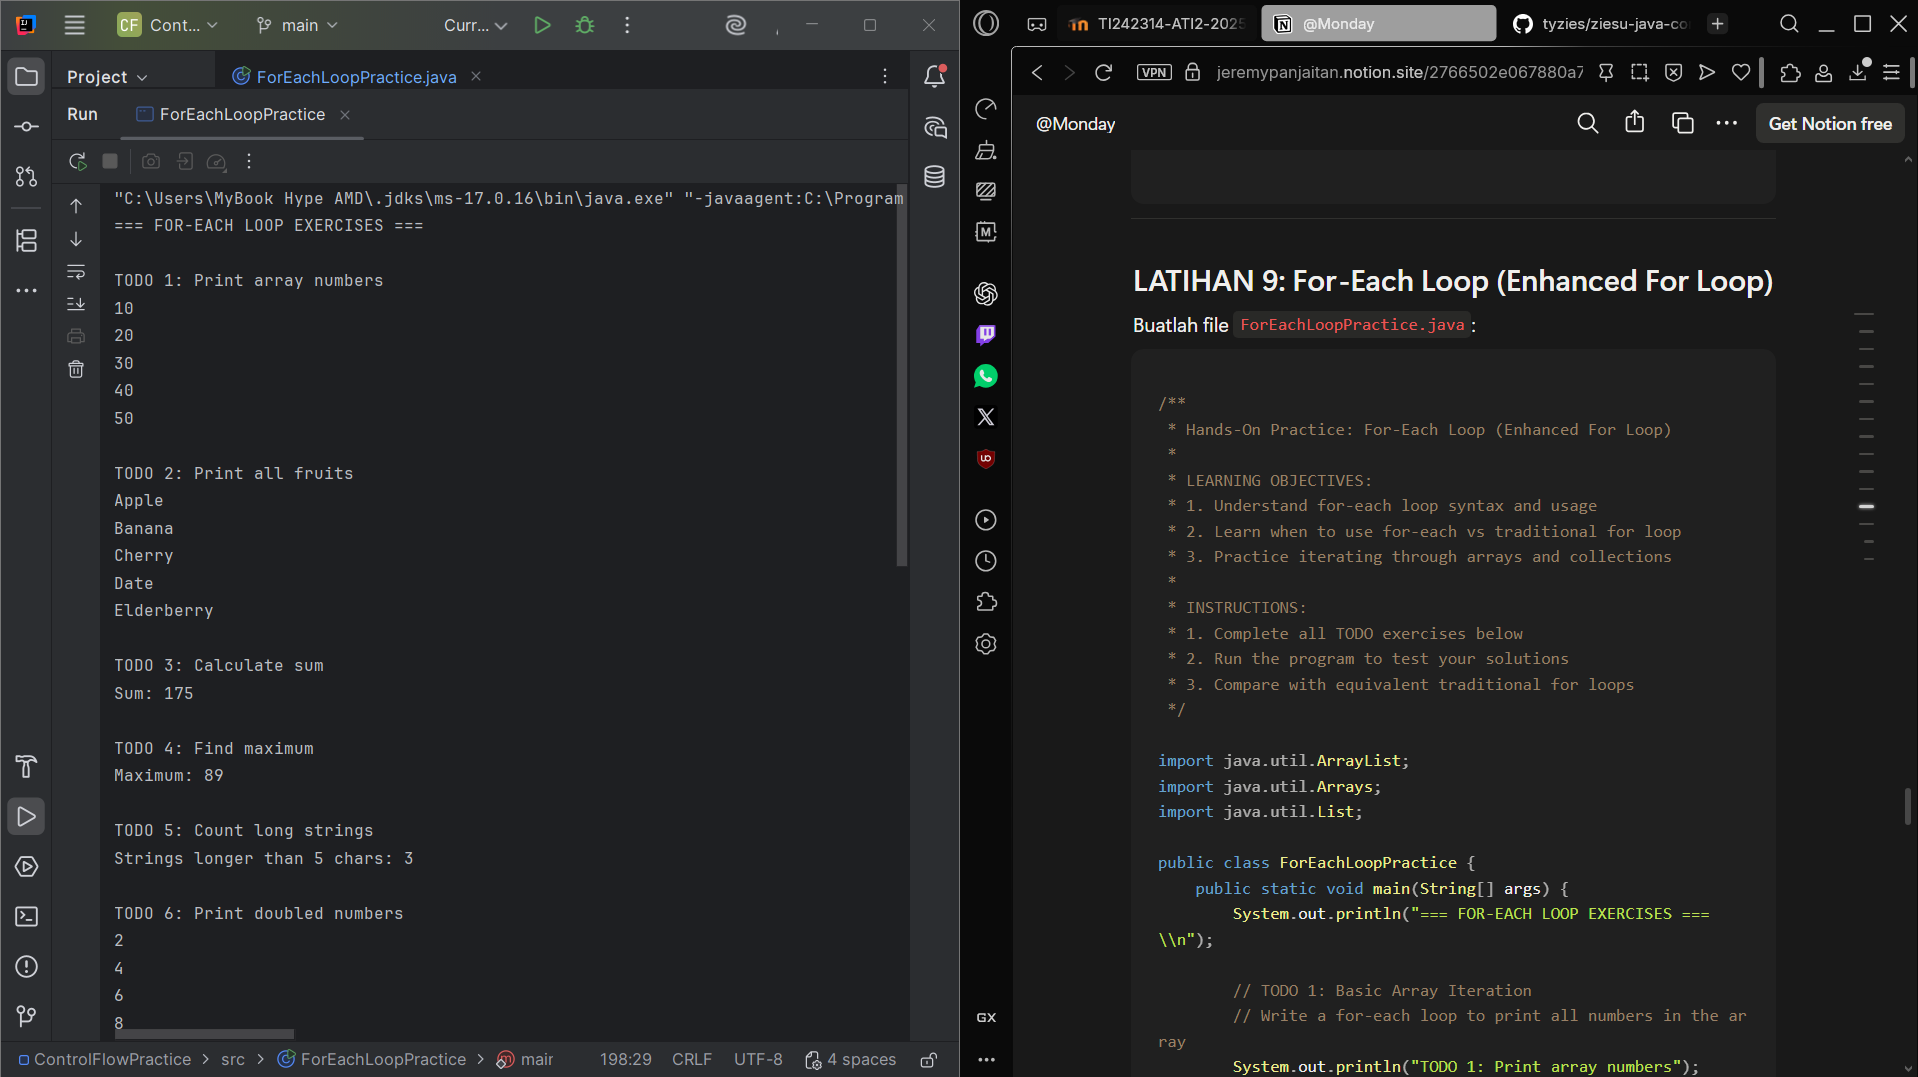 CF Cont...
main
Curr...
Project
ForEachLoopPractice.java
Run
ForEachLoopPractice
"C:\Users\MyBook Hype AMD\.jdks\ms-17.0.16\bin\java.exe" "-javaagent:C:\Program
=== FOR-EACH LOOP EXERCISES ===
TODO 1: Print array numbers
10
20
30
40
50
TODO 2: Print all fruits
Apple
Banana
Cherry
Date
Elderberry
TODO 3: Calculate sum
Sum: 175
TODO 4: Find maximum
Maximum: 89
TODO 5: Count long strings
Strings longer than 5 chars: 3
TODO 6: Print doubled numbers
2
4
6
8
ControlFlowPractice > src > ForEachLoopPractice > main
198:29 CRLF UTF-8 4 spaces
TI242314-ATI2-2025
@Monday
tyzies/ziesu-java-co
VPN
jeremypanjaitan.notion.site/2766502e067880a7
@Monday
Get Notion free
GX
LATIHAN 9: For-Each Loop (Enhanced For Loop)
Buatlah file ForEachLoopPractice.java :
/**
* Hands-On Practice: For-Each Loop (Enhanced For Loop)
*
* LEARNING OBJECTIVES:
* 1. Understand for-each loop syntax and usage
* 2. Learn when to use for-each vs traditional for loop
* 3. Practice iterating through arrays and collections
*
* INSTRUCTIONS:
* 1. Complete all TODO exercises below
* 2. Run the program to test your solutions
* 3. Compare with equivalent traditional for loops
*/
import java.util.ArrayList;
import java.util.Arrays;
import java.util.List;
public class ForEachLoopPractice {
public static void main(String[] args) {
System.out.println("=== FOR-EACH LOOP EXERCISES ===
\\n");
// TODO 1: Basic Array Iteration
// Write a for-each loop to print all numbers in the ar
ray
System.out.println("TODO 1: Print array numbers");